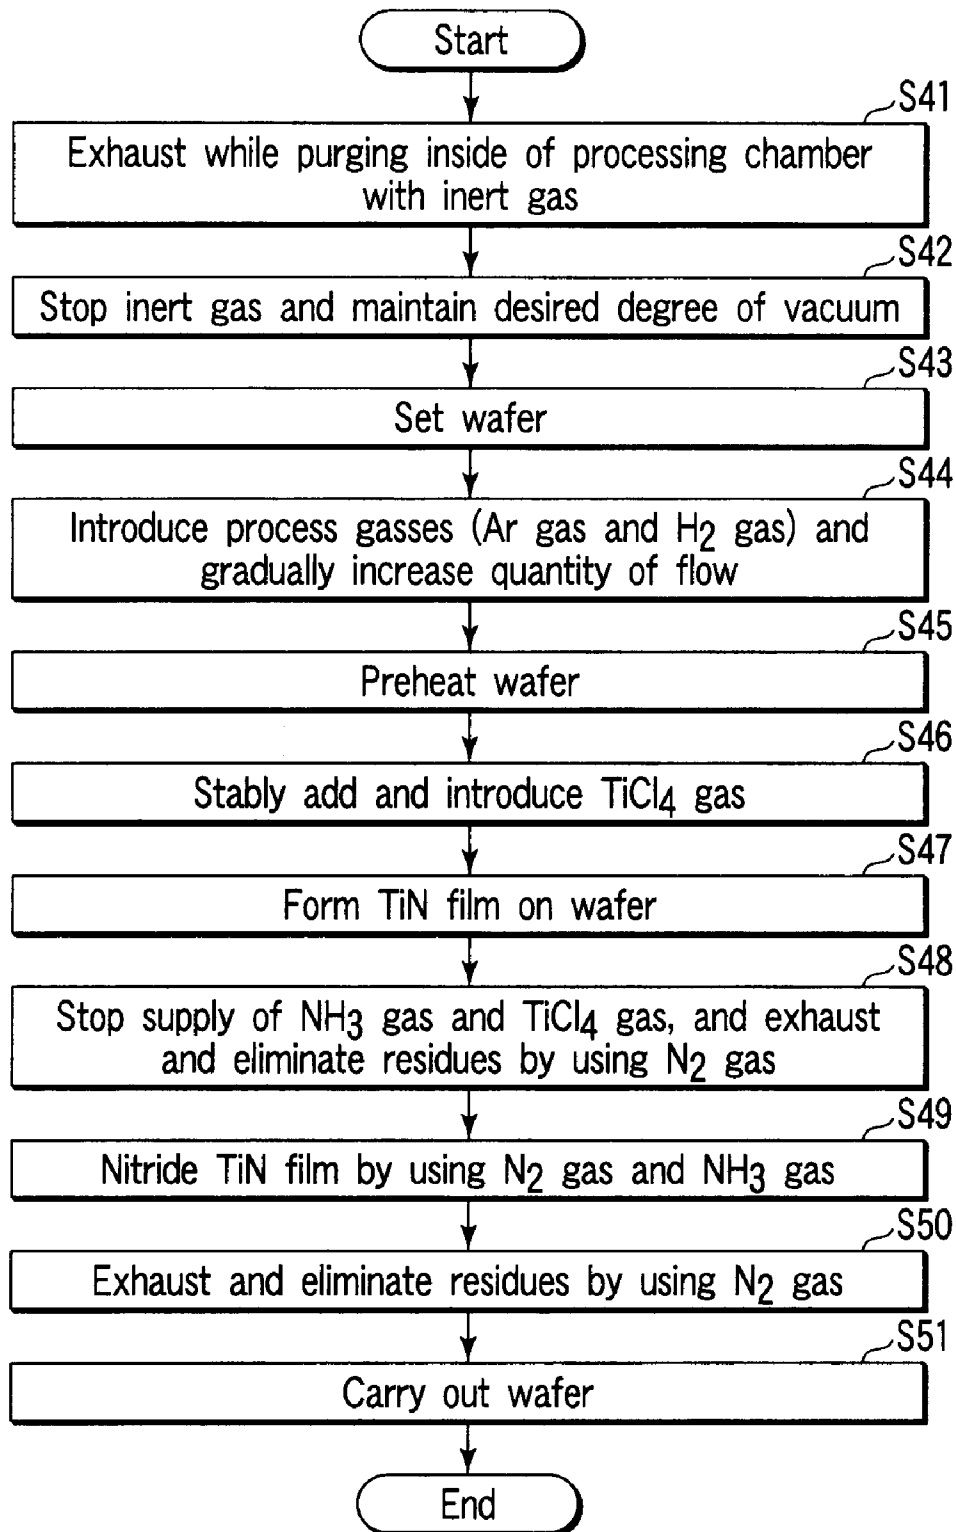 Start
S41
Exhaust while purging inside of processing chamber
with inert gas
S42
Stop inert gas and maintain desired degree of vacuum
S43
Set wafer
S44
Introduce process gasses (Ar gas and H2 gas) and
gradually increase quantity of flow
S45
Preheat wafer
S46
Stably add and introduce TiCl4 gas
S47
Form TiN film on wafer
S48
Stop supply of NH3 gas and TiCl4 gas, and exhaust
and eliminate residues by using N2 gas
S49
Nitride TiN film by using N2 gas and NH3 gas
S50
Exhaust and eliminate residues by using N2 gas
S51
Carry out wafer
End